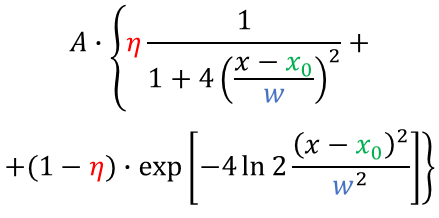 A · {η 1 / (1 + 4 ((x − x₀) / w)²) +
+(1 − η) · exp [−4 ln 2 (x − x₀)² / w²]}